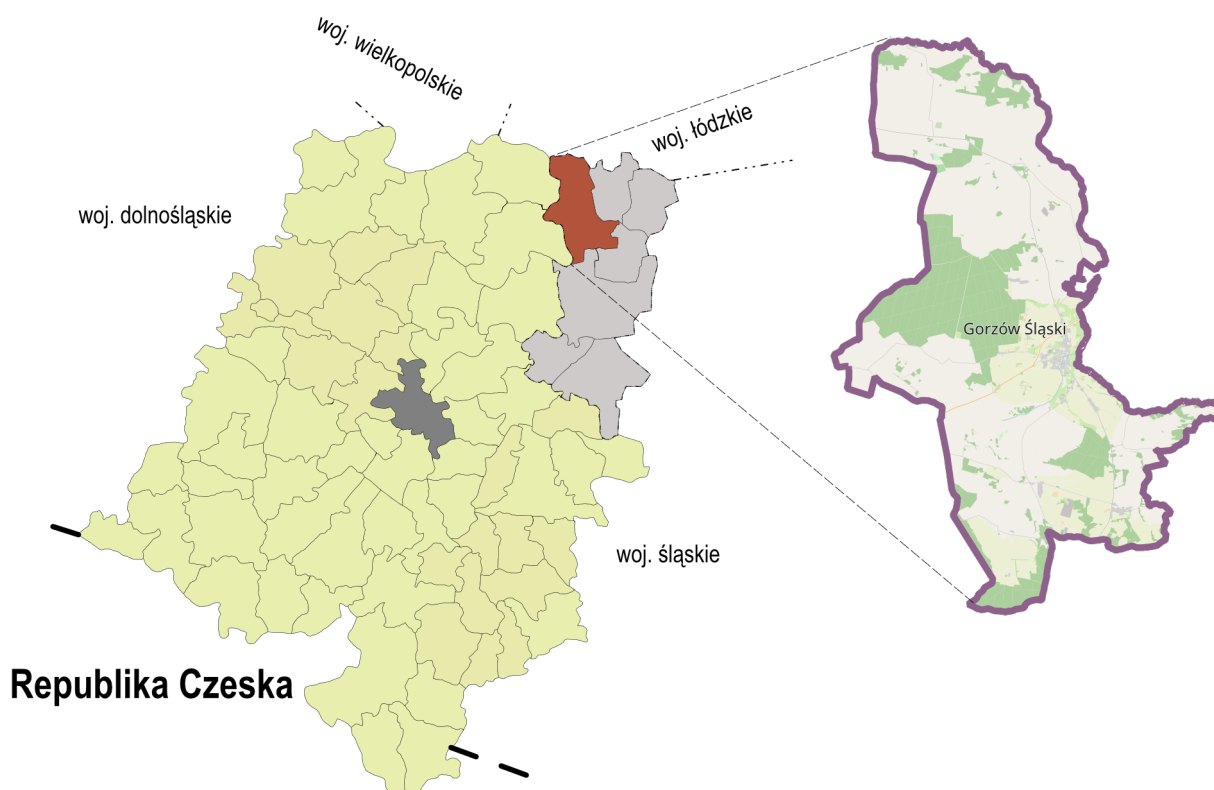 woj. wielkopolskie
woj. łódzkie
woj. dolnośląskie
Gorzów Śląski
woj. śląskie
Republika Czeska